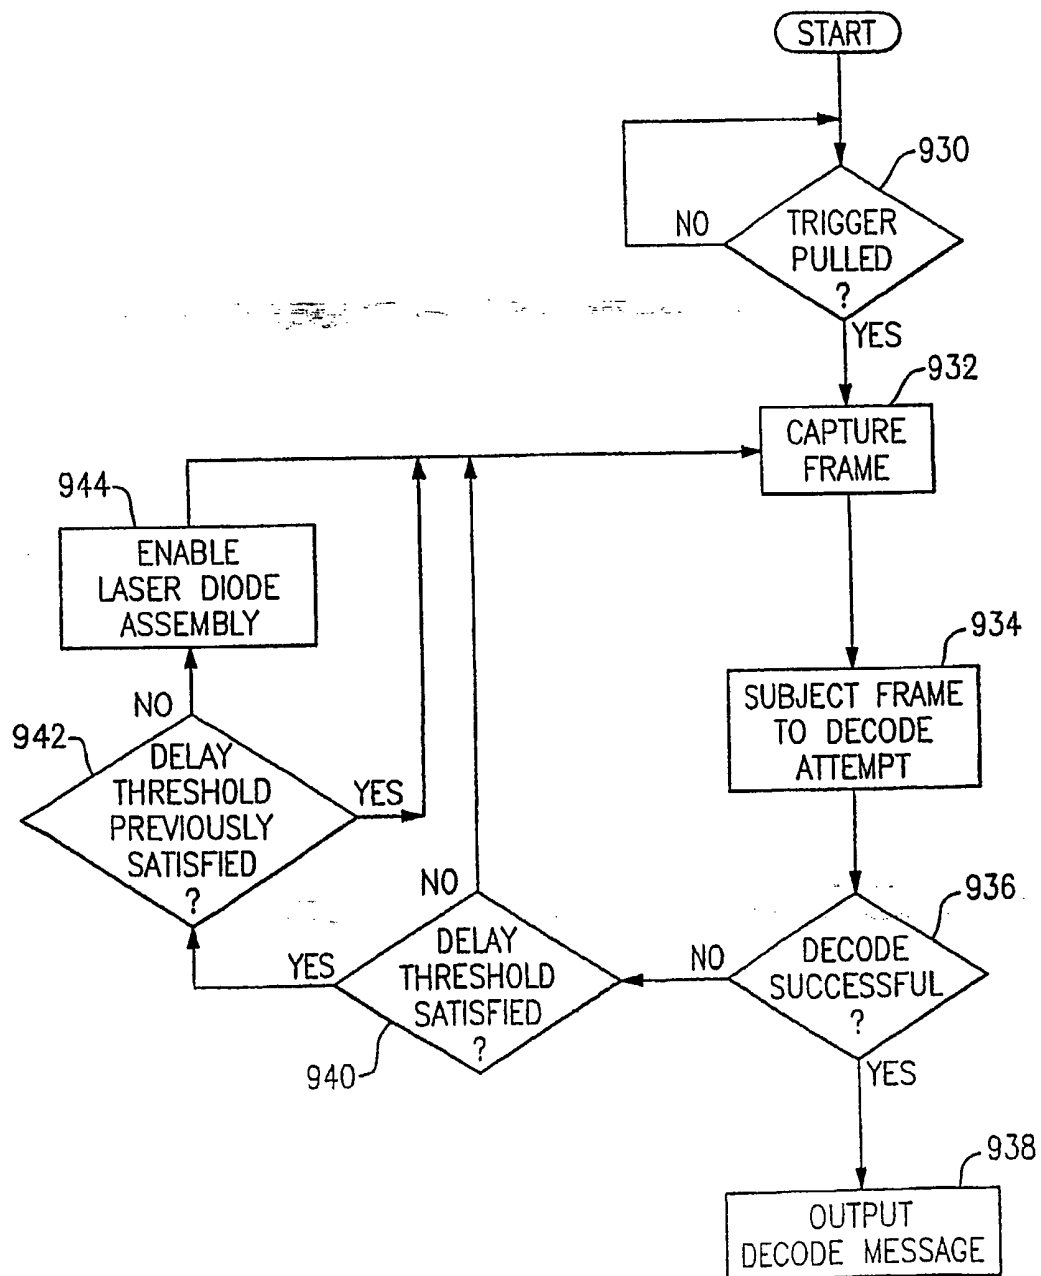 START
930
NO
TRIGGER
PULLED
?
YES
932
CAPTURE
FRAME
944
ENABLE
LASER DIODE
ASSEMBLY
934
SUBJECT FRAME
TO DECODE
ATTEMPT
NO
942
DELAY
THRESHOLD
PREVIOUSLY
SATISFIED
?
YES
NO
936
DECODE
SUCCESSFUL
?
NO
YES
DELAY
THRESHOLD
SATISFIED
?
YES
940
938
OUTPUT
DECODE MESSAGE